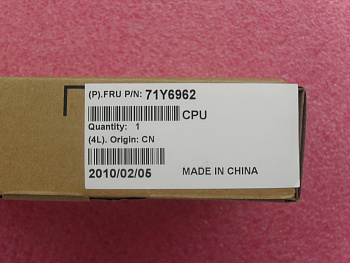 (P).FRU P/N: 71Y6962
CPU
Quantity: 1
(4L). Origin: CN
2010/02/05 MADE IN CHINA